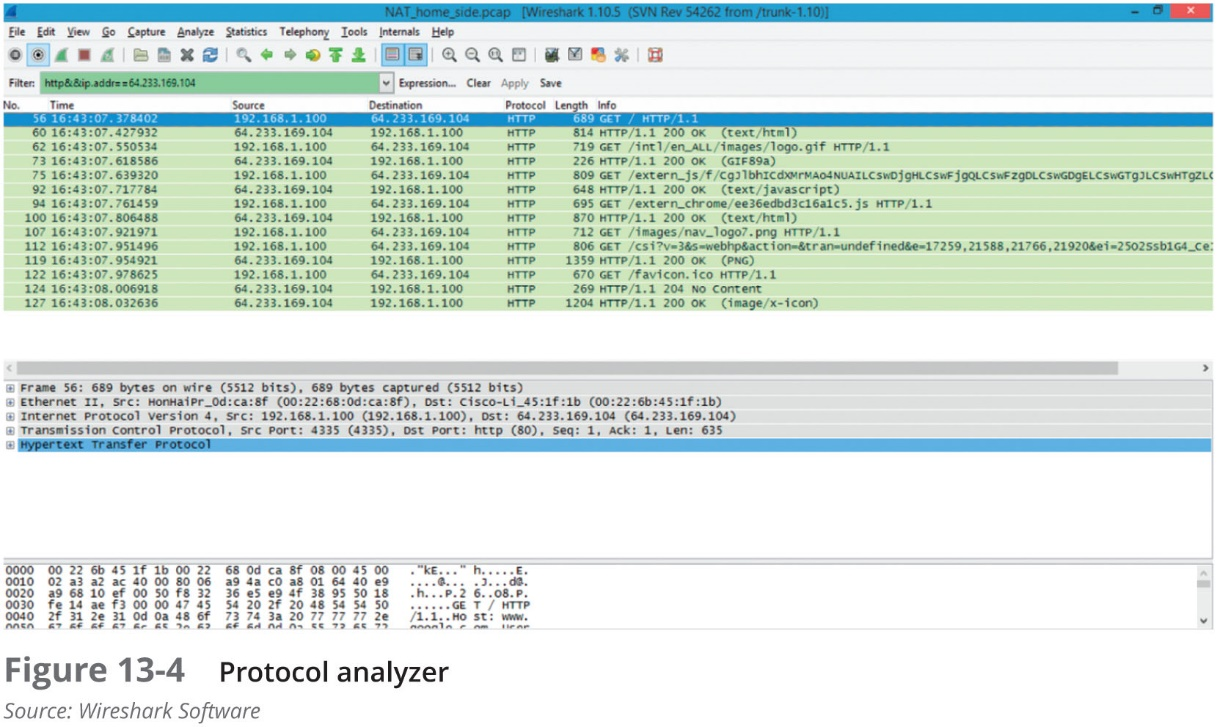 NAT_home_side.pcap [Wireshark 1.10.5 (SVN Rev 54262 from /trunk-1.10)]
File Edit View Go Capture Analyze Statistics Telephony Tools Internals Help
Filter: http&&ip.addr==64.233.169.104 Expression... Clear Apply Save
No. Time Source Destination Protocol Length Info
56 16:43:07.378402 192.168.1.100 64.233.169.104 HTTP 689 GET / HTTP/1.1
60 16:43:07.427932 64.233.169.104 192.168.1.100 HTTP 814 HTTP/1.1 200 OK (text/html)
62 16:43:07.550534 192.168.1.100 64.233.169.104 HTTP 719 GET /intl/en_ALL/images/logo.gif HTTP/1.1
73 16:43:07.618586 64.233.169.104 192.168.1.100 HTTP 226 HTTP/1.1 200 OK (GIF89a)
75 16:43:07.639320 192.168.1.100 64.233.169.104 HTTP 809 GET
92 16:43:07.717784 64.233.169.104 192.168.1.100 HTTP 648 HTTP/1.1 200 OK (text/javascript)
94 16:43:07.761459 192.168.1.100 64.233.169.104 HTTP 695 GET /extern_chrome/ee36edbd3c16a1c5.js HTTP/1.1
100 16:43:07.806488 64.233.169.104 192.168.1.100 HTTP 870 HTTP/1.1 200 OK (text/html)
107 16:43:07.921971 192.168.1.100 64.233.169.104 HTTP 712 GET /images/nav_logo7.png HTTP/1.1
112 16:43:07.951496 192.168.1.100 64.233.169.104 HTTP 806 GET
119 16:43:07.954921 64.233.169.104 192.168.1.100 HTTP 1359 HTTP/1.1 200 OK (PNG)
122 16:43:07.978625 192.168.1.100 64.233.169.104 HTTP 670 GET /favicon.ico HTTP/1.1
124 16:43:08.006918 64.233.169.104 192.168.1.100 HTTP 269 HTTP/1.1 204 No Content
127 16:43:08.032636 64.233.169.104 192.168.1.100 HTTP 1204 HTTP/1.1 200 OK (image/x-icon)
Frame 56: 689 bytes on wire (5512 bits), 689 bytes captured (5512 bits)
Ethernet II, Src: HonHaiPr_0d:ca:8f (00:22:68:0d:ca:8f), Dst: Cisco-Li_45:1f:1b (00:22:6b:45:1f:1b)
Internet Protocol Version 4, Src: 192.168.1.100 (192.168.1.100), Dst: 64.233.169.104 (64.233.169.104)
Transmission Control Protocol, Src Port: 4335 (4335), Dst Port: http (80), Seq: 1, Ack: 1, Len: 635
Hypertext Transfer Protocol
0000 00 22 6b 45 1f 1b 00 22 68 0d ca 8f 08 00 45 00 ."kE..." h.....E.
0010 02 a3 a2 ac 40 00 80 06 a9 4a c0 a8 01 64 40 e9 ....@... .J...d@.
0020 a9 68 10 ef 00 50 f8 32 36 e5 e9 4f 38 95 50 18 .h...P.2 6..O8.P.
0030 fe 14 ae f3 00 00 47 45 54 20 2f 20 48 54 54 50 ......GE T / HTTP
0040 2f 31 2e 31 0d 0a 48 6f 73 74 3a 20 77 77 77 2e /1.1..Ho st: www.
Figure 13-4 Protocol analyzer
Source: Wireshark Software